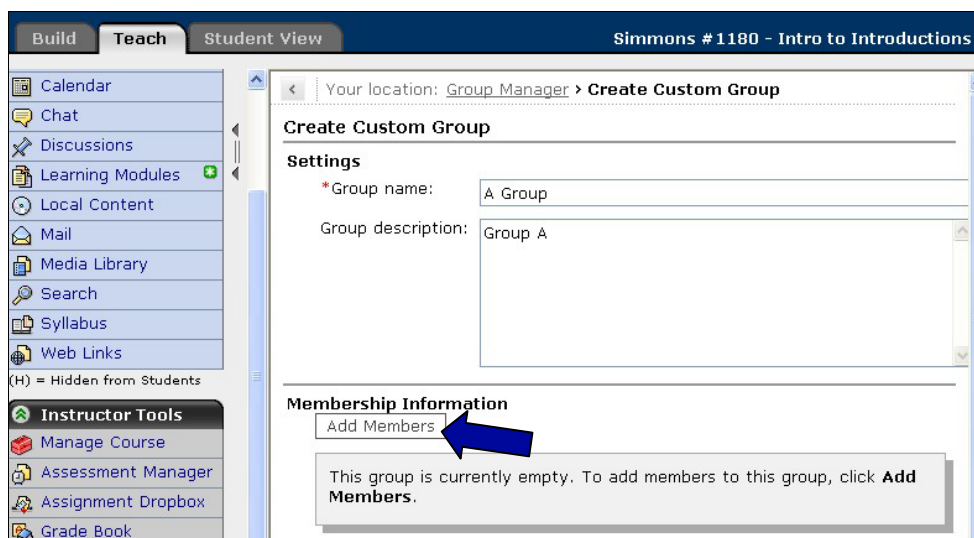 Build Teach Student View Simmons #1180 - Intro to Introductions
Calendar
Chat
Discussions
Learning Modules
Local Content
Mail
Media Library
Search
Syllabus
Web Links
(H) = Hidden from Students
Instructor Tools
Manage Course
Assessment Manager
Assignment Dropbox
Grade Book
Your location: Group Manager › Create Custom Group
Create Custom Group
Settings
*Group name: A Group
Group description: Group A
Membership Information
Add Members
This group is currently empty. To add members to this group, click Add
Members.